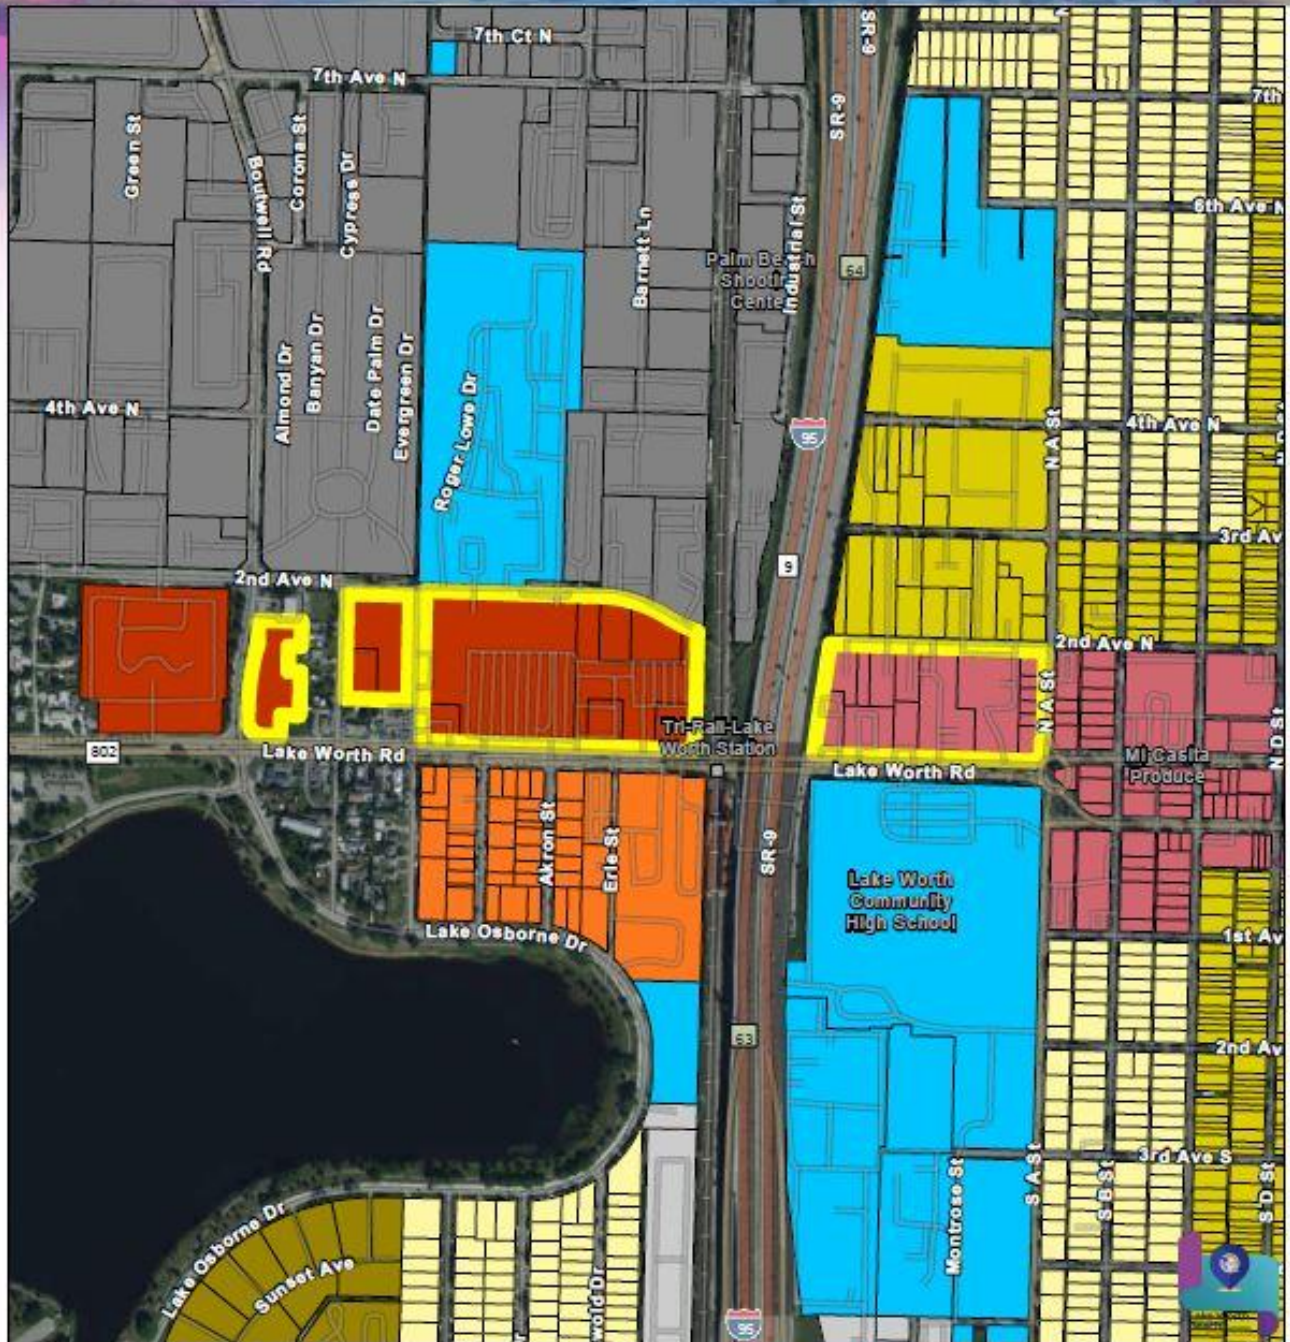 7th Ct N
7th Ave N
SR-9
SR-9
7th
Green St
Boutwell Rd
Corona St
Cypress Dr
Barnett Ln
Industrial St
6th Ave N
Palm Beach
Shooting
Center
64
Almond Dr
Banyan Dr
Date Palm Dr
Evergreen Dr
Roger Lowe Dr
4th Ave N
95
N A St
4th Ave N
3rd Av
9
2nd Ave N
2nd Ave N
N A St
N D St
802
Lake Worth Rd
Tri-Rail-Lake
Worth Station
Lake Worth Rd
Mi Casita
Produce
Akron St
Erie St
SR-9
Lake Worth
Community
High School
Lake Osborne Dr
1st Av
63
2nd Av
3rd Ave S
Montrose St
S A St
S B St
S D St
Lake Osborne Dr
Sunset Ave
wold Dr
95